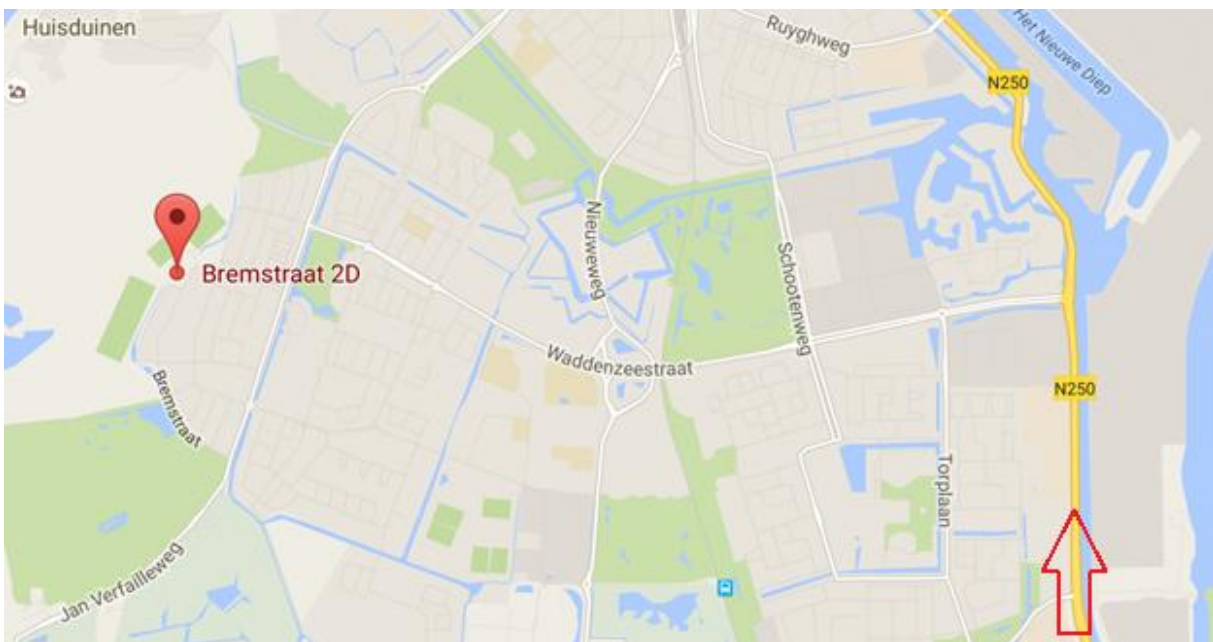 Huisduinen
Ruyghweg
Het Nieuwe Diep
N250
Nieuweweg
Schootenweg
Bremstraat 2D
Waddenzeestraat
Bremstraat
N250
Torplaan
Jan Verfailleweg